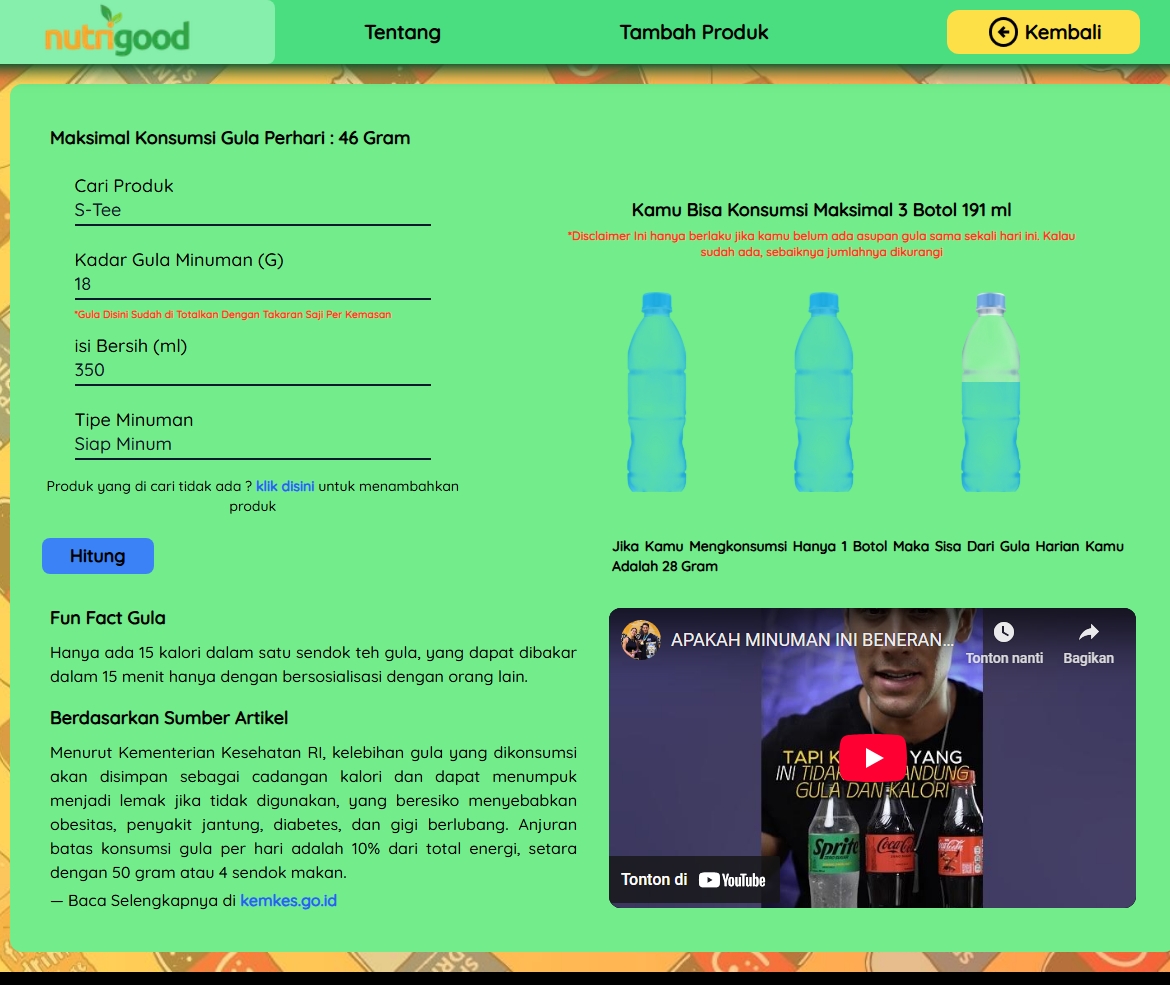 nutrigood
Tentang
Tambah Produk
Kembali
Maksimal Konsumsi Gula Perhari : 46 Gram
Cari Produk
S-Tee
Kadar Gula Minuman (G)
18
*Gula Disini Sudah di Totalkan Dengan Takaran Saji Per Kemasan
isi Bersih (ml)
350
Tipe Minuman
Siap Minum
Produk yang di cari tidak ada ? klik disini untuk menambahkan
produk
Hitung
Kamu Bisa Konsumsi Maksimal 3 Botol 191 ml
*Disclaimer Ini hanya berlaku jika kamu belum ada asupan gula sama sekali hari ini. Kalau
sudah ada, sebaiknya jumlahnya dikurangi
Jika Kamu Mengkonsumsi Hanya 1 Botol Maka Sisa Dari Gula Harian Kamu
Adalah 28 Gram
Fun Fact Gula
Hanya ada 15 kalori dalam satu sendok teh gula, yang dapat dibakar
dalam 15 menit hanya dengan bersosialisasi dengan orang lain.
Berdasarkan Sumber Artikel
Menurut Kementerian Kesehatan RI, kelebihan gula yang dikonsumsi
akan disimpan sebagai cadangan kalori dan dapat menumpuk
menjadi lemak jika tidak digunakan, yang beresiko menyebabkan
obesitas, penyakit jantung, diabetes, dan gigi berlubang. Anjuran
batas konsumsi gula per hari adalah 10% dari total energi, setara
dengan 50 gram atau 4 sendok makan.
— Baca Selengkapnya di kemkes.go.id
APAKAH MINUMAN INI BENERAN...
Tonton nanti
Bagikan
TAPI YANG
INI
GULA DAN KALORI
Sprite
Coca-Cola
Tonton di YouTube